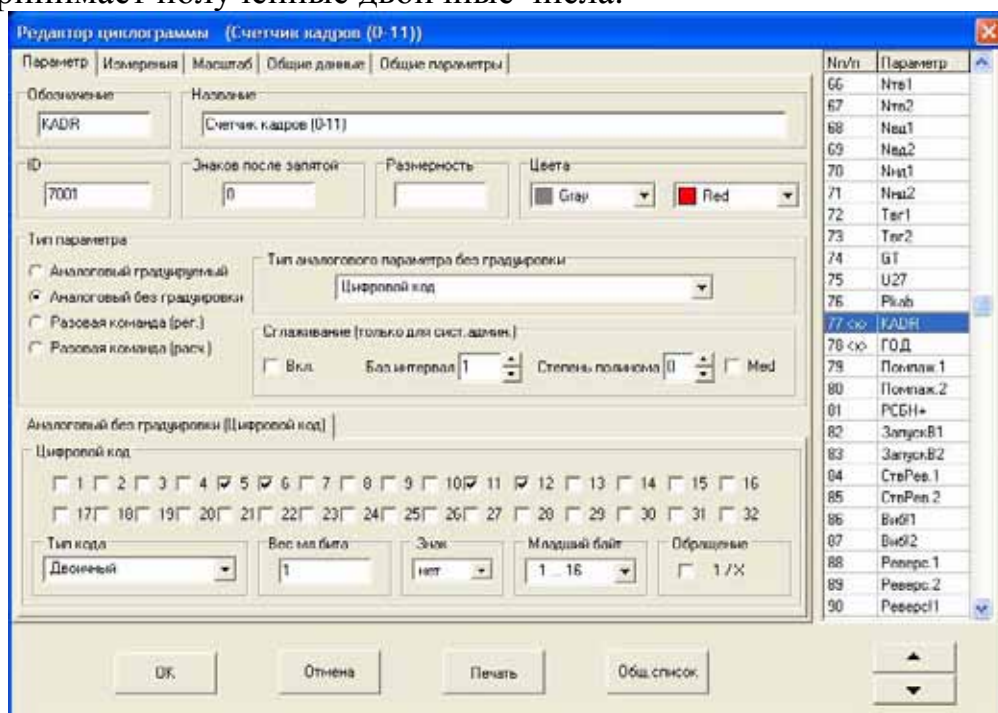 ринимает полученные двоичные числа.
Редактор циклограммы (Счетчик кадров (0-11))
Параметр Измерения Масштаб Общие данные Общие параметры
Обозначение Название
KADR Счетчик кадров (0-11)
ID Знаков после запятой Размерность Цвета
7001 0 Gray Red
Тип параметра
Аналоговый градуируемый
Аналоговый без градуировки
Разовая команда (рег.)
Разовая команда (расч.)
Тип аналогового параметра без градуировки
Цифровой код
Сглаживание (только для сист.админ.)
Вкл. Баз.интервал 1 Степень полинома 0 Med
Аналоговый без градуировки (Цифровой код)
Цифровой код
1 2 3 4 5 6 7 8 9 10 11 12 13 14 15 16
17 18 19 20 21 22 23 24 25 26 27 28 29 30 31 32
Тип кода Вес мл.бита Знак Младший байт Обращение
Двоичный 1 нет 1 .. 16 1/X
ОК Отмена Печать Общ.список
Nп/п Параметр
66 Nтв1
67 Nтв2
68 Nвд1
69 Nвд2
70 Nнд1
71 Nнд2
72 Tвг1
73 Tвг2
74 GT
75 U27
76 Pkab
77 <x> KADR
78 <x> ГОД
79 Помпаж.1
80 Помпаж.2
81 РСБН+
82 ЗапускВ1
83 ЗапускВ2
84 СтвРев.1
85 СтвРев.2
86
87
88 Реверс.1
89 Реверс.2
90 Реверс!1